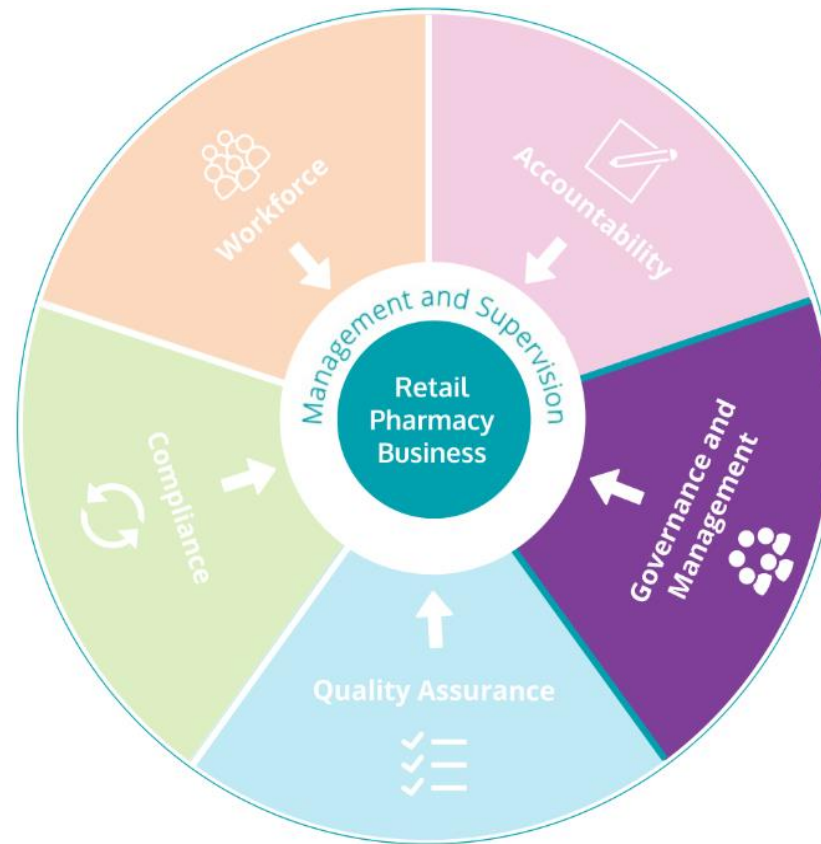 Workforce
Accountability
Management and Supervision
Retail
Pharmacy
Business
Compliance
Governance and
Management
Quality Assurance